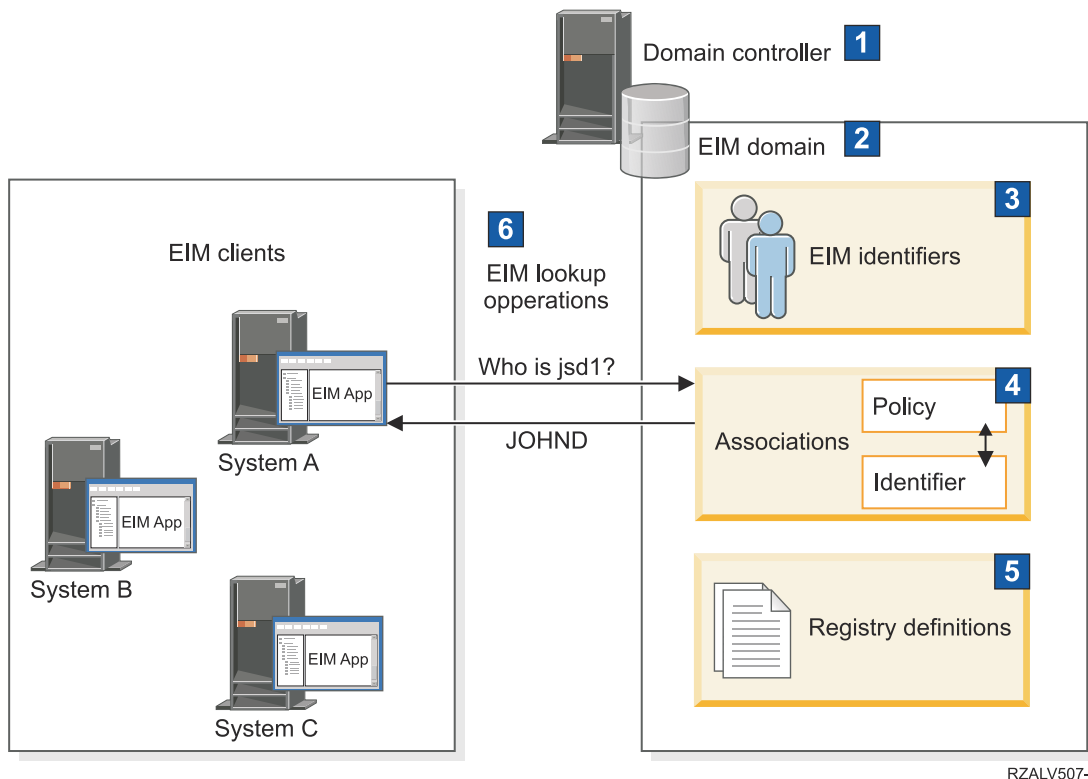 Domain controller 1
EIM domain 2
3
EIM identifiers
EIM clients
6
EIM lookup
opperations
Who is jsd1?
JOHND
EIM App
System A
EIM App
System B
EIM App
System C
4
Policy
Associations
Identifier
5
Registry definitions
RZALV507-